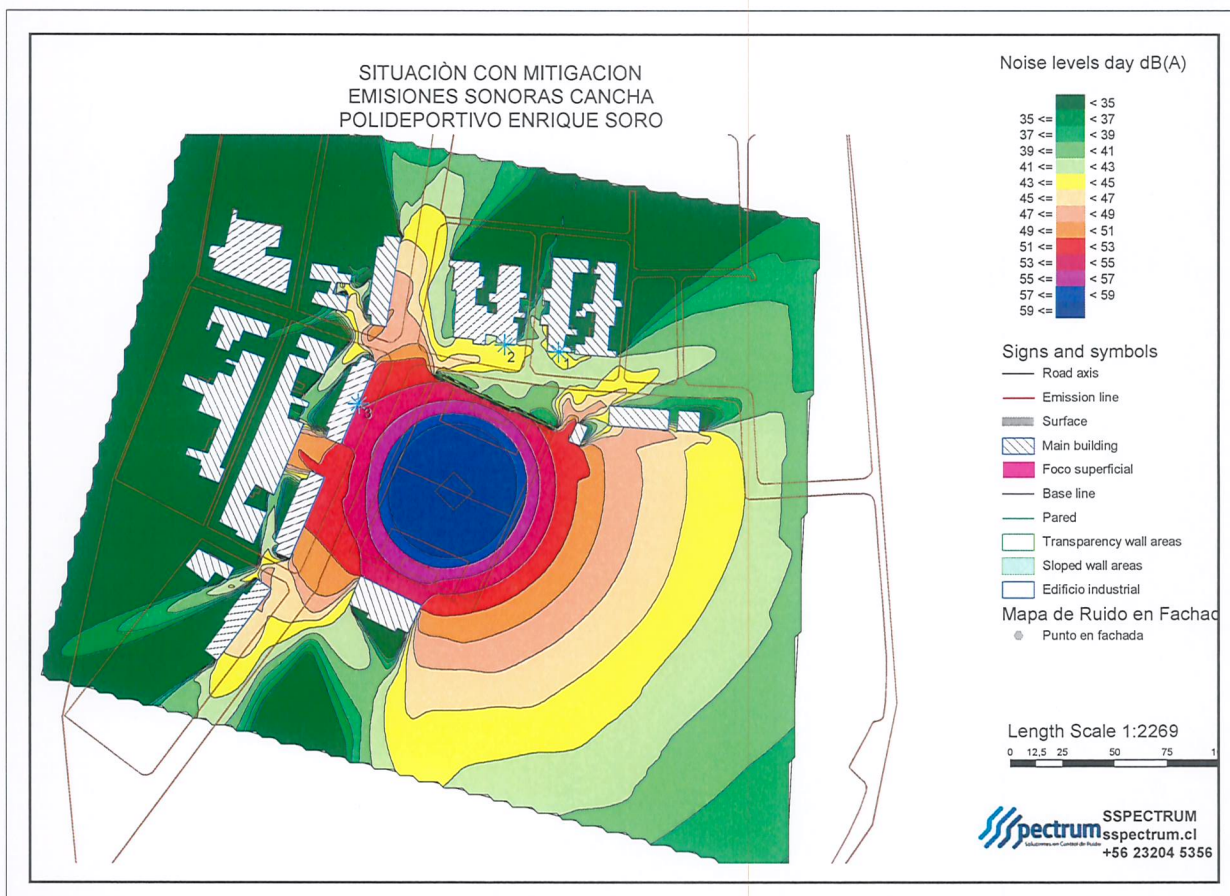 SITUACIÒN CON MITIGACION
EMISIONES SONORAS CANCHA
POLIDEPORTIVO ENRIQUE SORO
Noise levels day dB(A)
< 35
35 <= < 37
37 <= < 39
39 <= < 41
41 <= < 43
43 <= < 45
45 <= < 47
47 <= < 49
49 <= < 51
51 <= < 53
53 <= < 55
55 <= < 57
57 <= < 59
59 <=
Signs and symbols
Road axis
Emission line
Surface
Main building
Foco superficial
Base line
Pared
Transparency wall areas
Sloped wall areas
Edificio industrial
Mapa de Ruido en Fachad
Punto en fachada
2
Length Scale 1:2269
0 12,5 25 50 75
Spectrum
SSPECTRUM
sspectrum.cl
+56 23204 5356